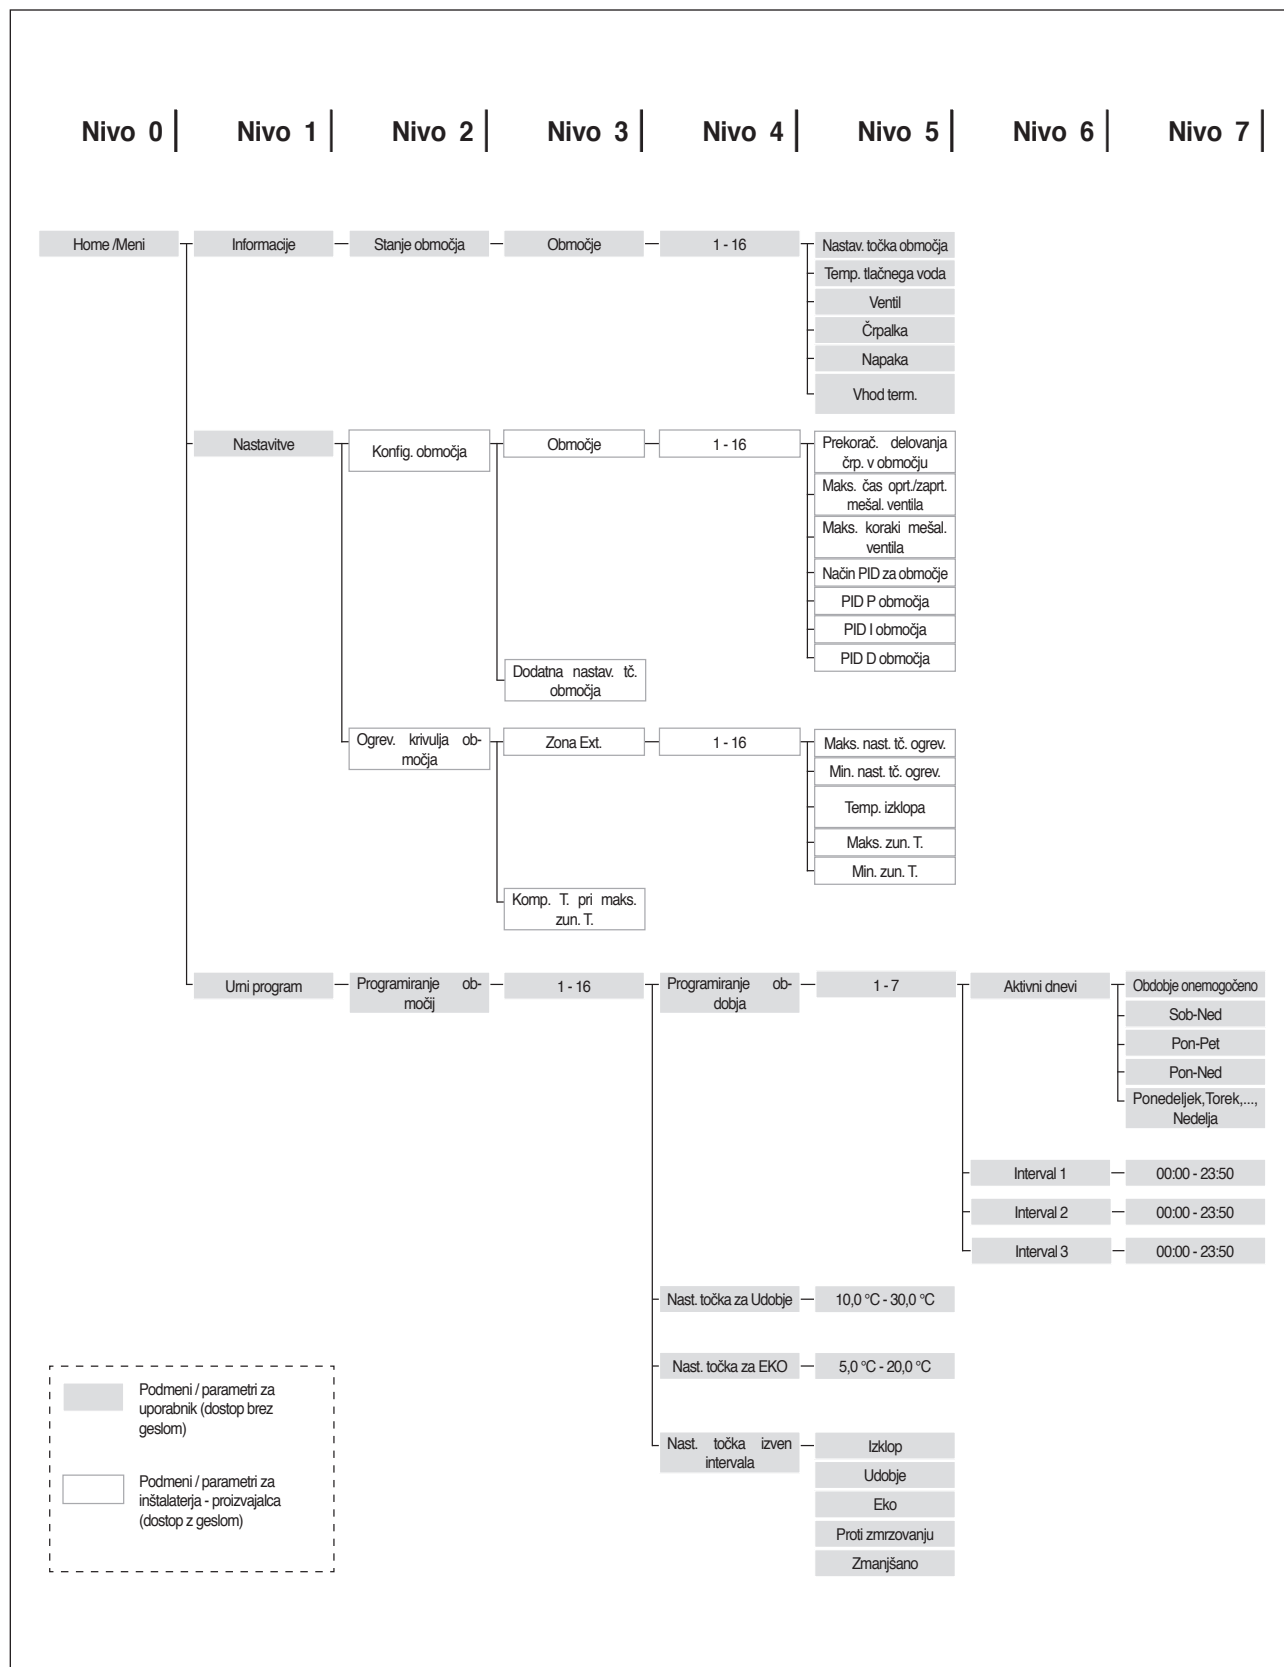 Nivo 0
Nivo 1
Nivo 2
Nivo 3
Nivo 4
Nivo 5
Nivo 6
Nivo 7
Home /Meni
Informacije
Stanje območja
Območje
1 - 16
Nastav. točka območja
Temp. tlačnega voda
Ventil
Črpalka
Napaka
Vhod term.
Nastavitve
Konfig. območja
Območje
1 - 16
Prekorač. delovanja
črp. v območju
Maks. čas oprt./zaprt.
mešal. ventila
Maks. koraki mešal.
ventila
Način PID za območje
PID P območja
PID I območja
PID D območja
Dodatna nastav. tč.
območja
Ogrev. krivulja ob-
močja
Zona Ext.
1 - 16
Maks. nast. tč. ogrev.
Min. nast. tč. ogrev.
Temp. izklopa
Maks. zun. T.
Min. zun. T.
Komp. T. pri maks.
zun. T.
Urni program
Programiranje ob-
močij
1 - 16
Programiranje ob-
dobja
1 - 7
Aktivni dnevi
Obdobje onemogočeno
Sob-Ned
Pon-Pet
Pon-Ned
Ponedeljek,Torek,...,
Nedelja
Interval 1
00:00 - 23:50
Interval 2
00:00 - 23:50
Interval 3
00:00 - 23:50
Nast. točka za Udobje
10,0 °C - 30,0 °C
Nast. točka za EKO
5,0 °C - 20,0 °C
Nast. točka izven
intervala
Izklop
Udobje
Eko
Proti zmrzovanju
Zmanjšano
Podmeni / parametri za
uporabnik (dostop brez
geslom)
Podmeni / parametri za
inštalaterja - proizvajalca
(dostop z geslom)